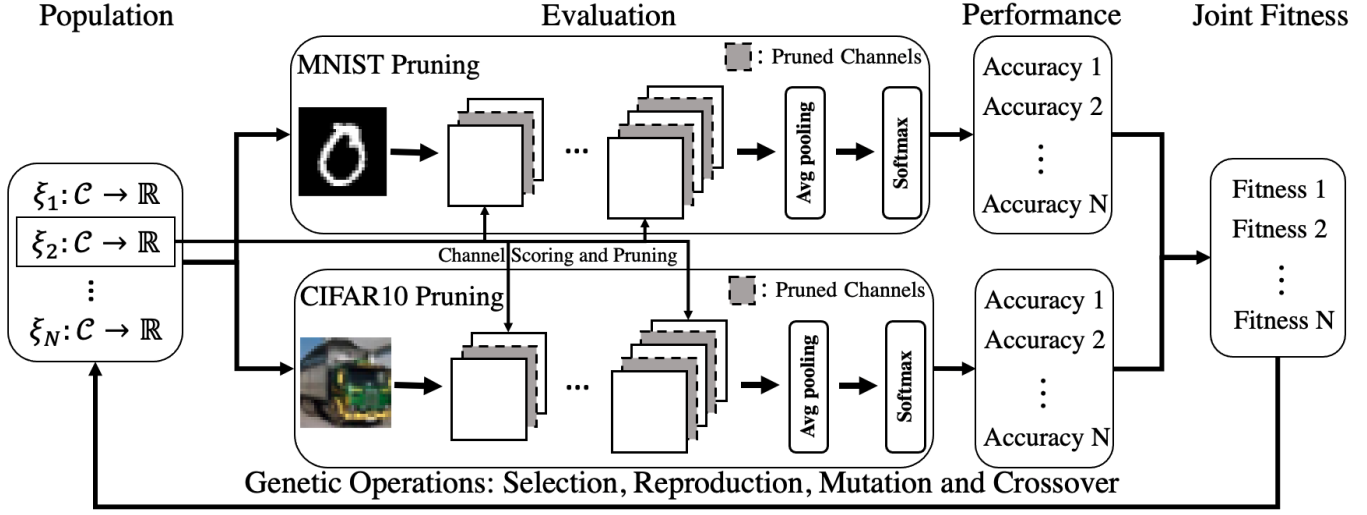 Population
Evaluation
Performance
Joint Fitness
MNIST Pruning
: Pruned Channels
...
Avg pooling
Softmax
Accuracy 1
Accuracy 2
⋮
Accuracy N
ξ₁: 𝒞 → ℝ
ξ₂: 𝒞 → ℝ
⋮
ξ_N: 𝒞 → ℝ
Channel Scoring and Pruning
CIFAR10 Pruning
: Pruned Channels
...
Avg pooling
Softmax
Accuracy 1
Accuracy 2
⋮
Accuracy N
Fitness 1
Fitness 2
⋮
Fitness N
Genetic Operations: Selection, Reproduction, Mutation and Crossover